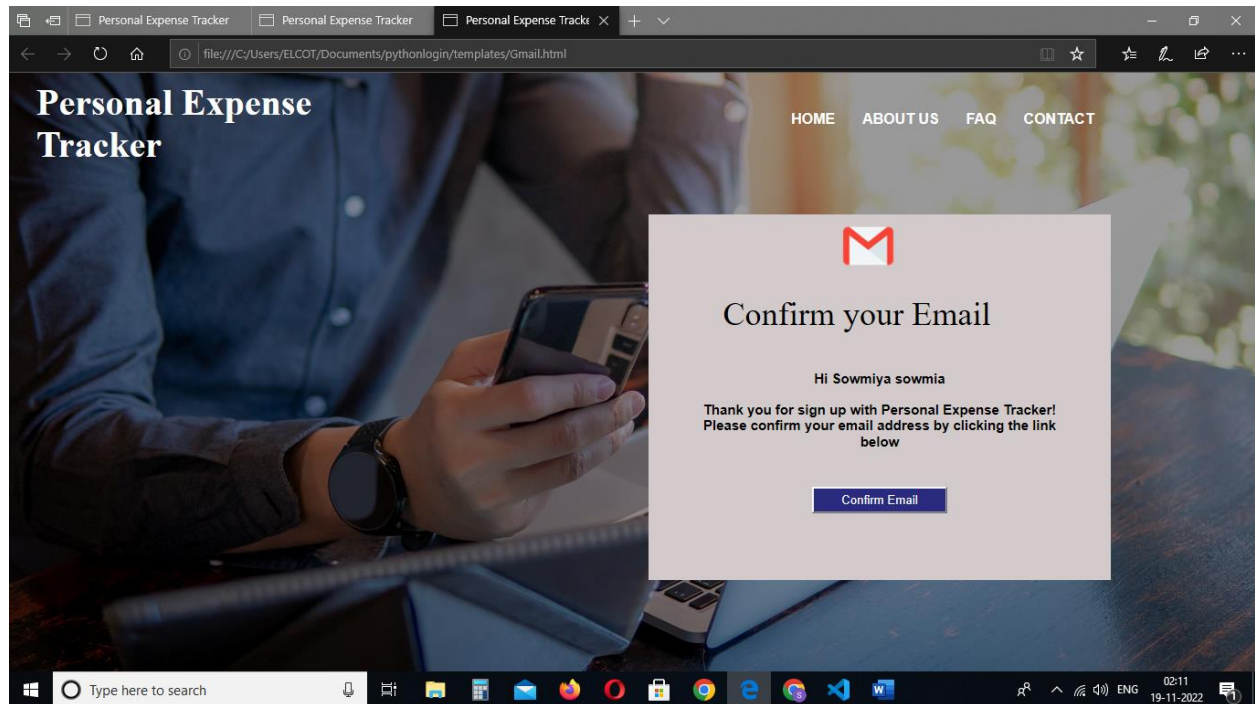 Personal Expense Tracker
Personal Expense Tracker
Personal Expense Tracke
file:///C:/Users/ELCOT/Documents/pythonlogin/templates/Gmail.html
Personal Expense
Tracker
HOME ABOUT US FAQ CONTACT
Confirm your Email
Hi Sowmiya sowmia
Thank you for sign up with Personal Expense Tracker!
Please confirm your email address by clicking the link
below
Confirm Email
Type here to search
ENG
02:11
19-11-2022